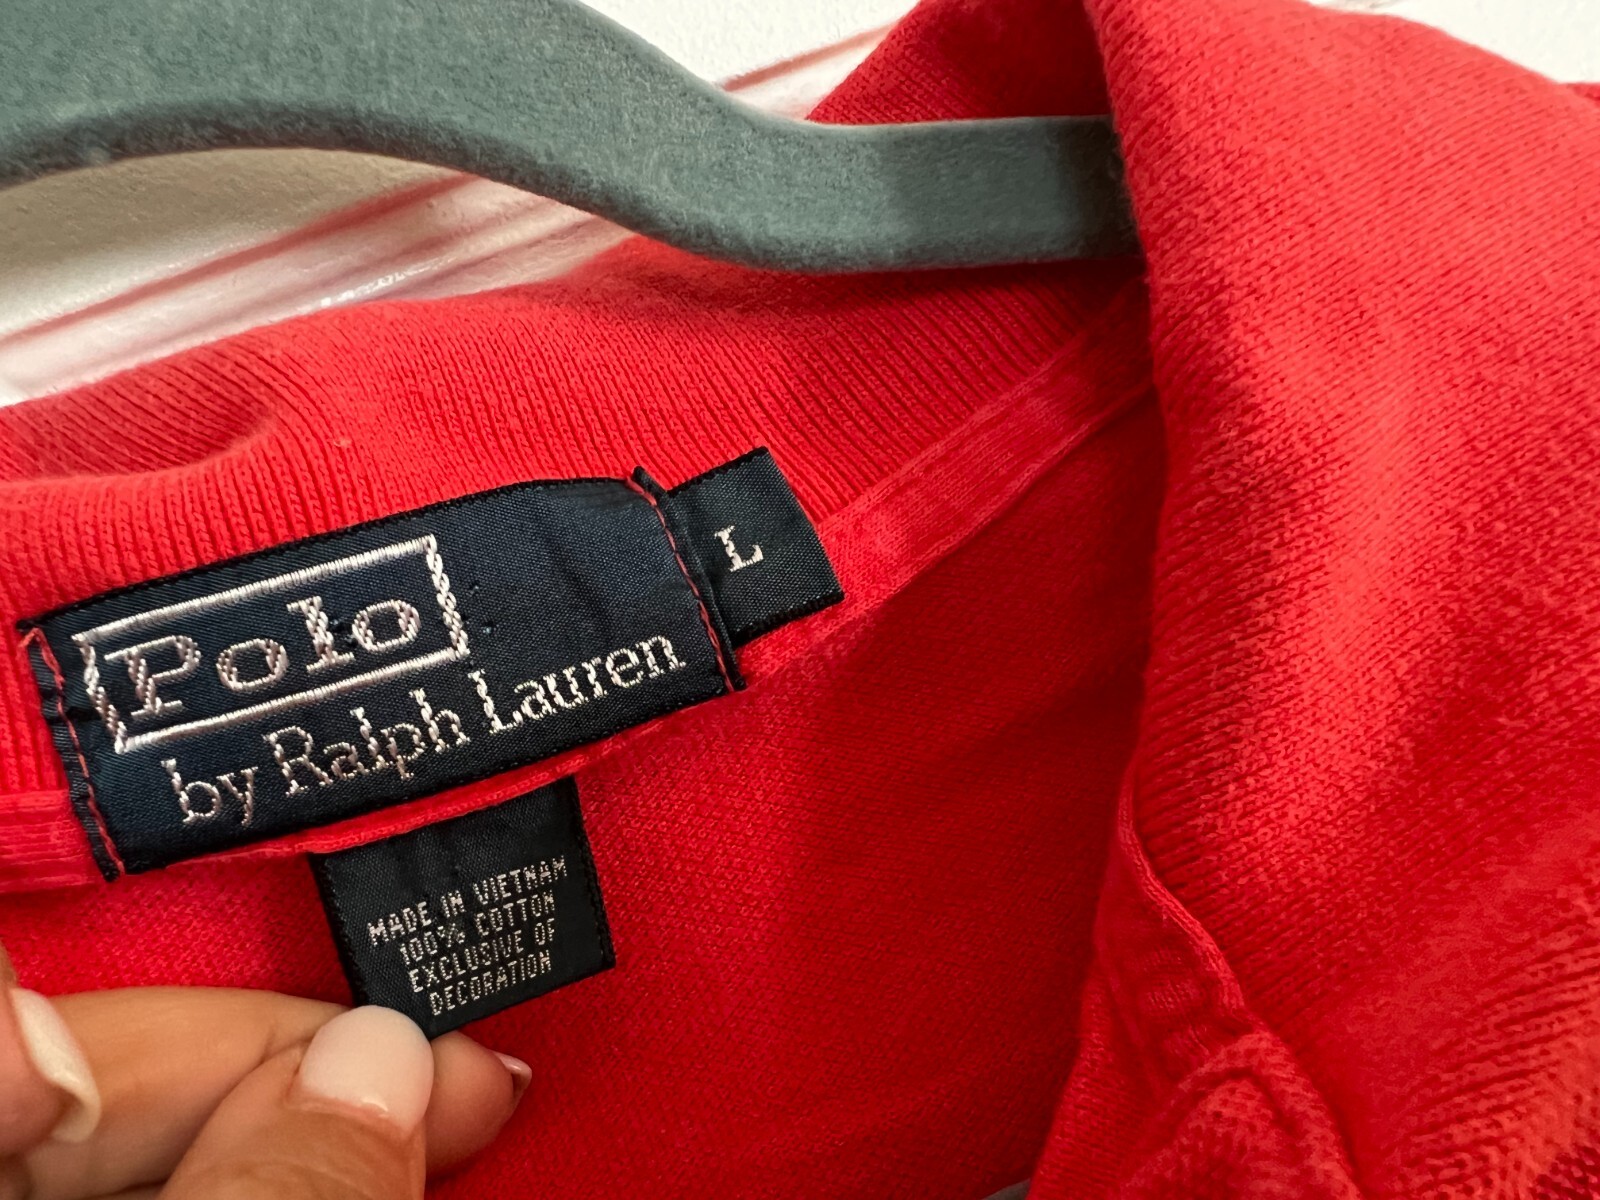 Polo
by Ralph Lauren
L
MADE IN VIETNAM
100% COTTON
EXCLUSIVE OF
DECORATION